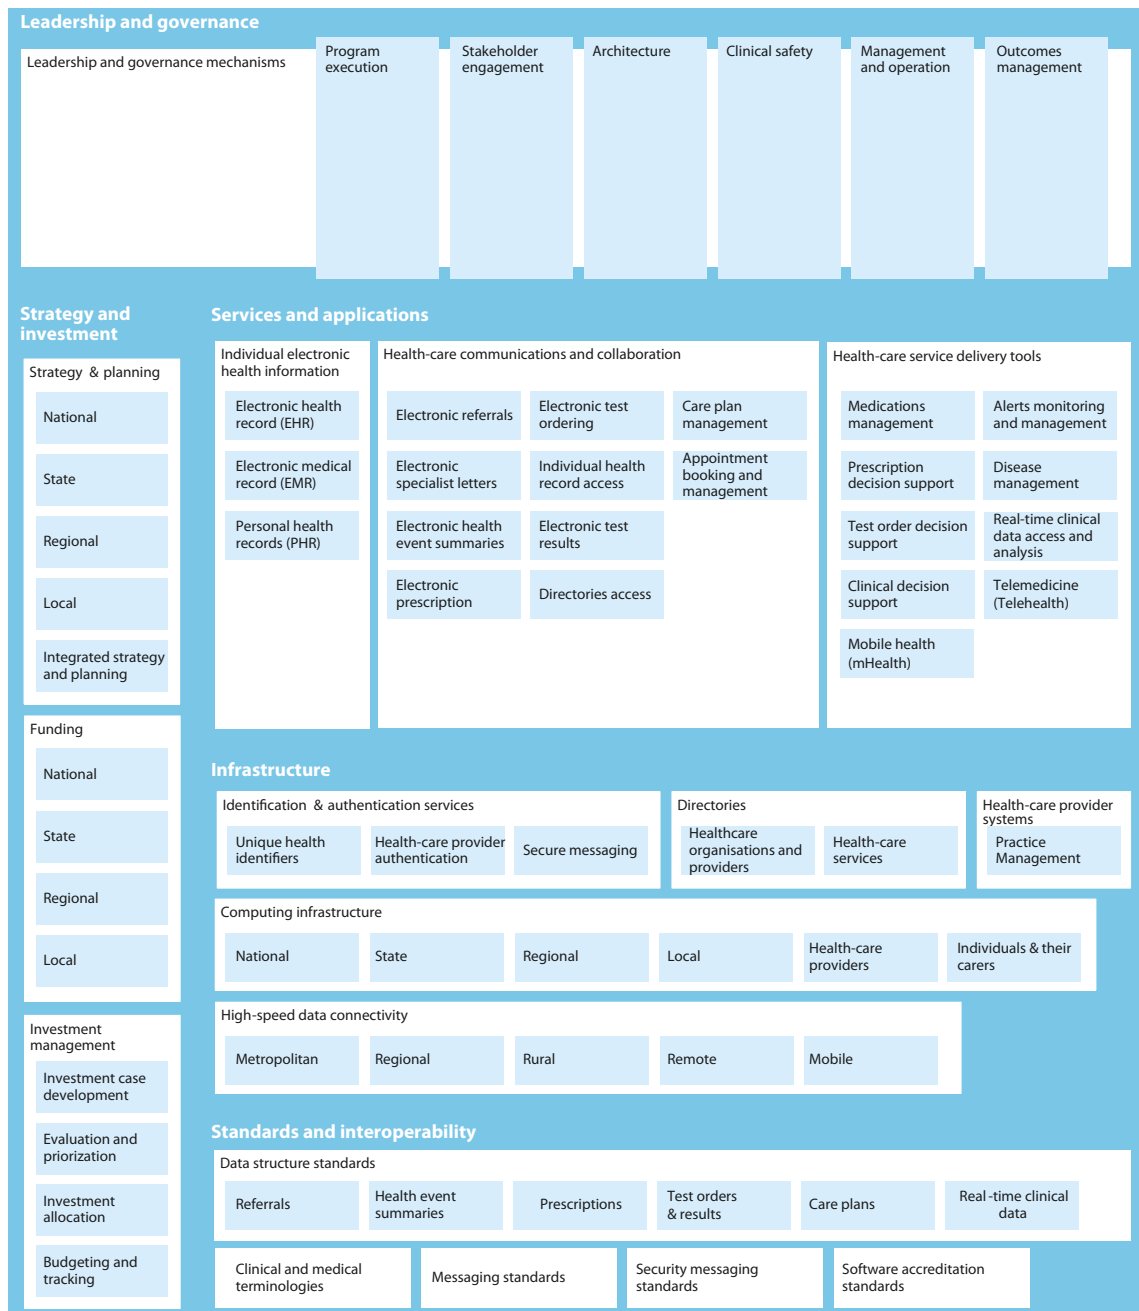 Leadership and governance
Leadership and governance mechanisms
Program
execution
Stakeholder
engagement
Architecture
Clinical safety
Management
and operation
Outcomes
management
Strategy and
investment
Strategy & planning
National
State
Regional
Local
Integrated strategy
and planning
Funding
National
State
Regional
Local
Investment
management
Investment case
development
Evaluation and
priorization
Investment
allocation
Budgeting and
tracking
Services and applications
Individual electronic
health information
Electronic health
record (EHR)
Electronic medical
record (EMR)
Personal health
records (PHR)
Health-care communications and collaboration
Electronic referrals
Electronic
specialist letters
Electronic health
event summaries
Electronic
prescription
Electronic test
ordering
Individual health
record access
Electronic test
results
Directories access
Care plan
management
Appointment
booking and
management
Health-care service delivery tools
Medications
management
Prescription
decision support
Test order decision
support
Clinical decision
support
Mobile health
(mHealth)
Alerts monitoring
and management
Disease
management
Real-time clinical
data access and
analysis
Telemedicine
(Telehealth)
Infrastructure
Identification & authentication services
Unique health
identifiers
Health-care provider
authentication
Secure messaging
Directories
Healthcare
organisations and
providers
Health-care
services
Health-care provider
systems
Practice
Management
Computing infrastructure
National
State
Regional
Local
Health-care
providers
Individuals & their
carers
High-speed data connectivity
Metropolitan
Regional
Rural
Remote
Mobile
Standards and interoperability
Data structure standards
Referrals
Health event
summaries
Prescriptions
Test orders
& results
Care plans
Real-time clinical
data
Clinical and medical
terminologies
Messaging standards
Security messaging
standards
Software accreditation
standards